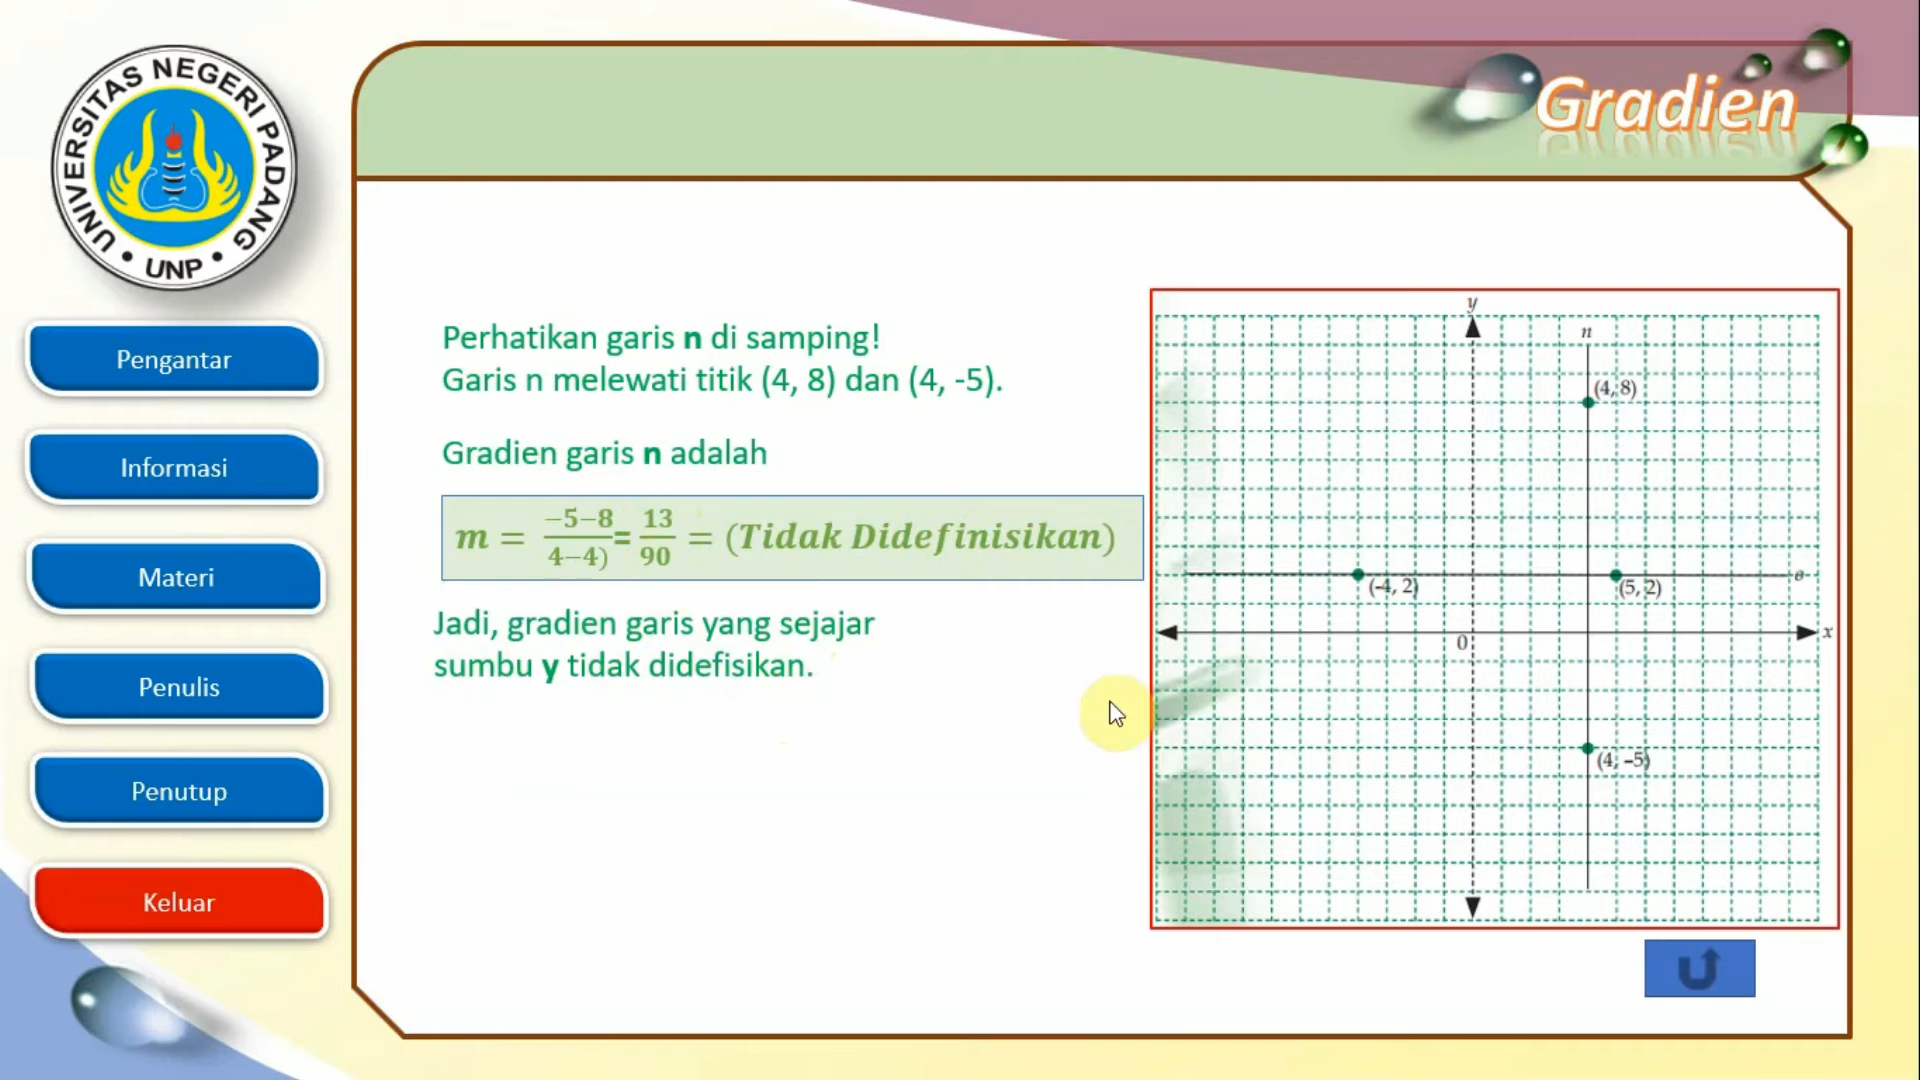 UNIVERSITAS NEGERI PADANG
UNP
Gradien
Pengantar
Informasi
Materi
Penulis
Penutup
Keluar
Perhatikan garis n di samping!
Garis n melewati titik (4, 8) dan (4, -5).
Gradien garis n adalah
m = \frac{-5-8}{4-4)} = \frac{13}{90} = (Tidak Didefinisikan)
Jadi, gradien garis yang sejajar
sumbu y tidak didefisikan.
y
n
(4, 8)
(-4, 2)
(5, 2)
0
x
(4, –5)